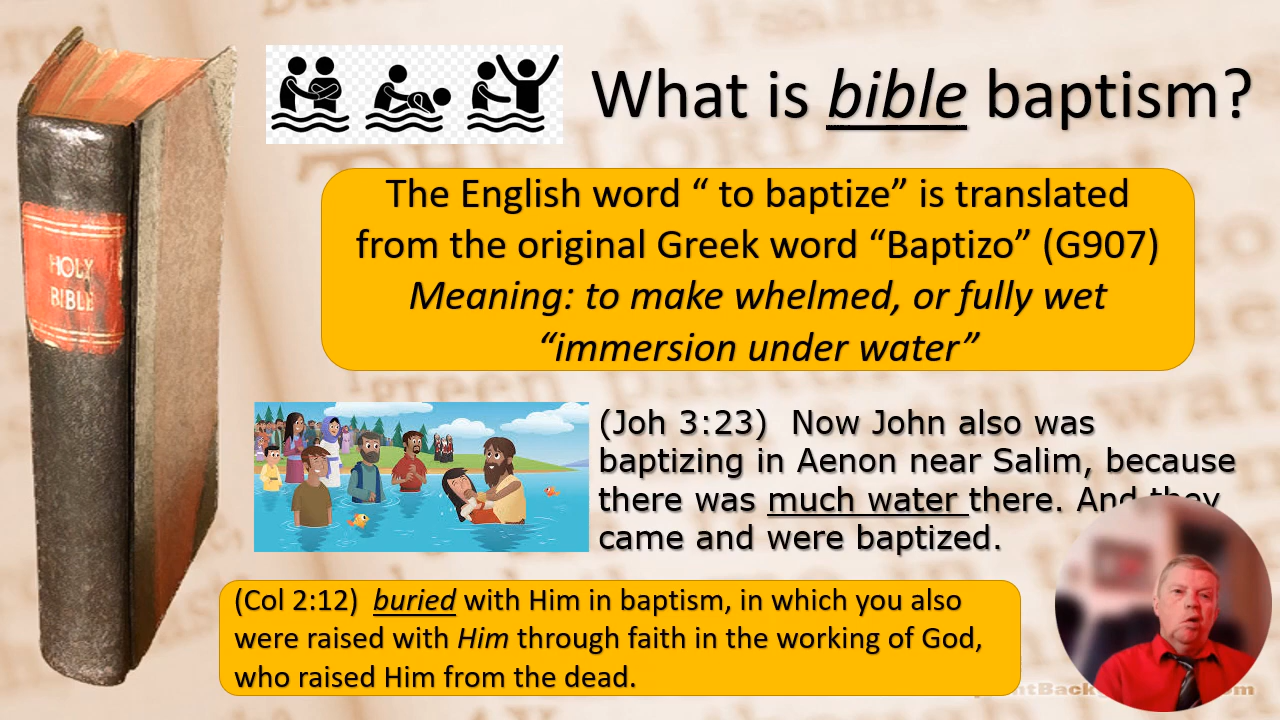 What is bible baptism?
HOLY
BIBLE
The English word “ to baptize” is translated
from the original Greek word “Baptizo” (G907)
Meaning: to make whelmed, or fully wet
“immersion under water”
(Joh 3:23) Now John also was
baptizing in Aenon near Salim, because
there was much water there. And they
came and were baptized.
(Col 2:12) buried with Him in baptism, in which you also
were raised with Him through faith in the working of God,
who raised Him from the dead.